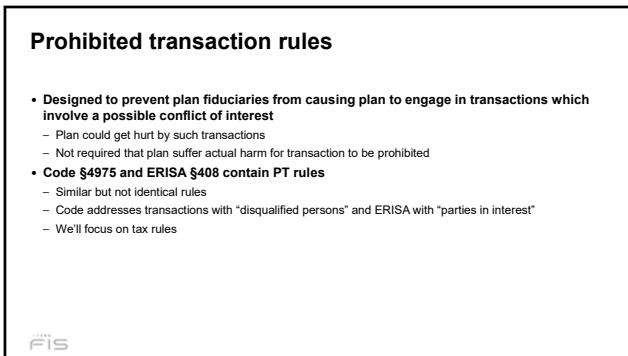 Prohibited transaction rules
• Designed to prevent plan fiduciaries from causing plan to engage in transactions which
involve a possible conflict of interest
– Plan could get hurt by such transactions
– Not required that plan suffer actual harm for transaction to be prohibited
• Code §4975 and ERISA §408 contain PT rules
– Similar but not identical rules
– Code addresses transactions with “disqualified persons” and ERISA with “parties in interest”
– We’ll focus on tax rules
FIS